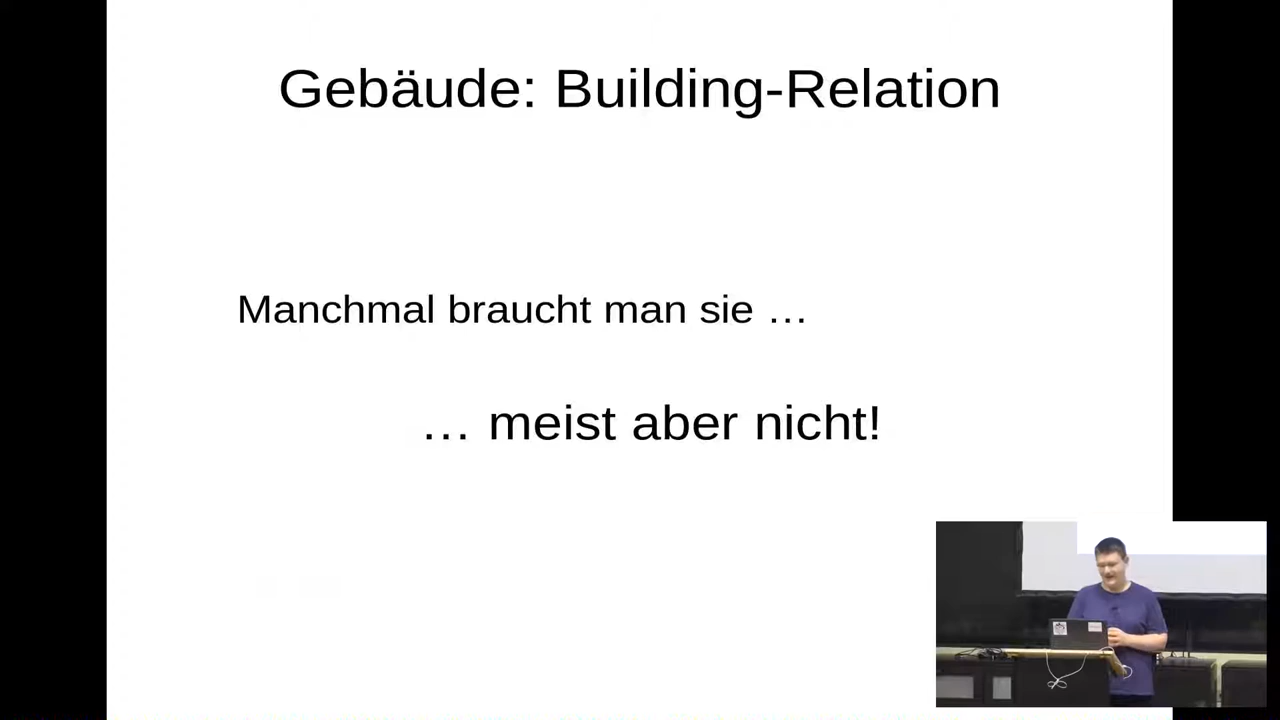 Gebäude: Building-Relation
Manchmal braucht man sie …
… meist aber nicht!